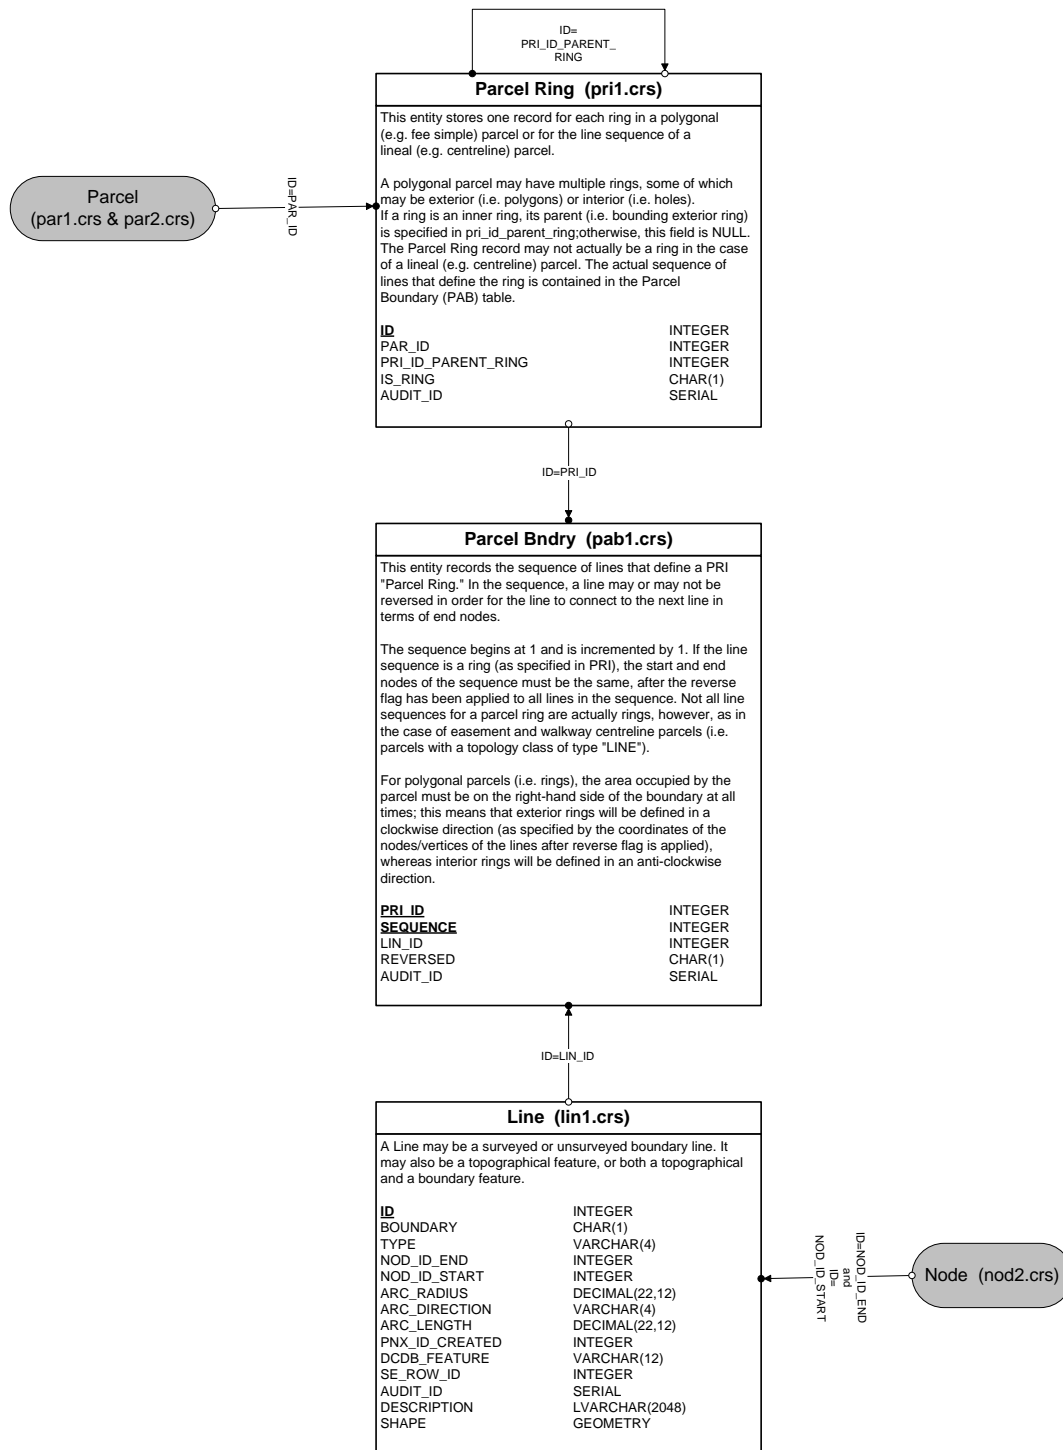 ID=
PRI_ID_PARENT_
RING
Parcel Ring (pri1.crs)
This entity stores one record for each ring in a polygonal
(e.g. fee simple) parcel or for the line sequence of a
lineal (e.g. centreline) parcel.
A polygonal parcel may have multiple rings, some of which
may be exterior (i.e. polygons) or interior (i.e. holes).
If a ring is an inner ring, its parent (i.e. bounding exterior ring)
is specified in pri_id_parent_ring;otherwise, this field is NULL.
The Parcel Ring record may not actually be a ring in the case
of a lineal (e.g. centreline) parcel. The actual sequence of
lines that define the ring is contained in the Parcel
Boundary (PAB) table.
ID INTEGER
PAR_ID INTEGER
PRI_ID_PARENT_RING INTEGER
IS_RING CHAR(1)
AUDIT_ID SERIAL
Parcel
(par1.crs & par2.crs)
ID=PAR_ID
ID=PRI_ID
Parcel Bndry (pab1.crs)
This entity records the sequence of lines that define a PRI
"Parcel Ring." In the sequence, a line may or may not be
reversed in order for the line to connect to the next line in
terms of end nodes.
The sequence begins at 1 and is incremented by 1. If the line
sequence is a ring (as specified in PRI), the start and end
nodes of the sequence must be the same, after the reverse
flag has been applied to all lines in the sequence. Not all line
sequences for a parcel ring are actually rings, however, as in
the case of easement and walkway centreline parcels (i.e.
parcels with a topology class of type "LINE").
For polygonal parcels (i.e. rings), the area occupied by the
parcel must be on the right-hand side of the boundary at all
times; this means that exterior rings will be defined in a
clockwise direction (as specified by the coordinates of the
nodes/vertices of the lines after reverse flag is applied),
whereas interior rings will be defined in an anti-clockwise
direction.
PRI_ID INTEGER
SEQUENCE INTEGER
LIN_ID INTEGER
REVERSED CHAR(1)
AUDIT_ID SERIAL
ID=LIN_ID
Line (lin1.crs)
A Line may be a surveyed or unsurveyed boundary line. It
may also be a topographical feature, or both a topographical
and a boundary feature.
ID INTEGER
BOUNDARY CHAR(1)
TYPE VARCHAR(4)
NOD_ID_END INTEGER
NOD_ID_START INTEGER
ARC_RADIUS DECIMAL(22,12)
ARC_DIRECTION VARCHAR(4)
ARC_LENGTH DECIMAL(22,12)
PNX_ID_CREATED INTEGER
DCDB_FEATURE VARCHAR(12)
SE_ROW_ID INTEGER
AUDIT_ID SERIAL
DESCRIPTION LVARCHAR(2048)
SHAPE GEOMETRY
ID=NOD_ID_END
and
ID=
NOD_ID_START
Node (nod2.crs)